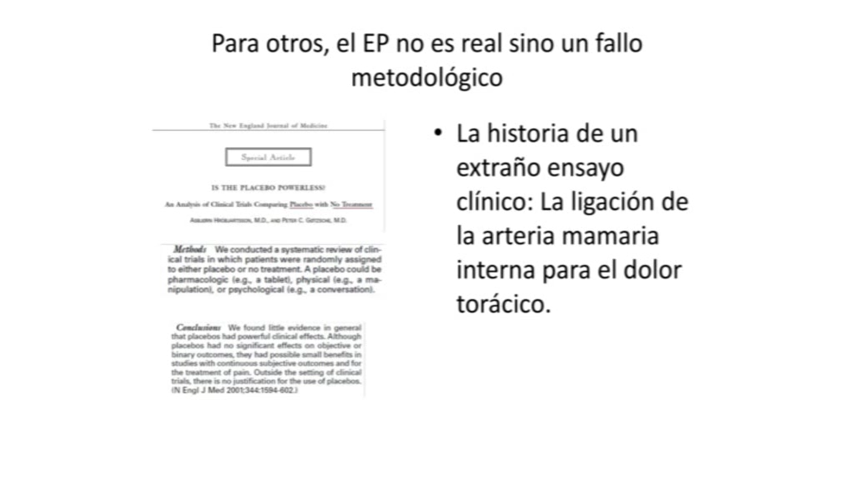 Para otros, el EP no es real sino un fallo
metodológico
The New England Journal of Medicine
Special Article
IS THE PLACEBO POWERLESS?
An Analysis of Clinical Trials Comparing Placebo with No Treatment
ASBJØRN HRÓBJARTSSON, M.D., AND PETER C. GØTZSCHE, M.D.
Methods We conducted a systematic review of clin-
ical trials in which patients were randomly assigned
to either placebo or no treatment. A placebo could be
pharmacologic (e.g., a tablet), physical (e.g., a ma-
nipulation), or psychological (e.g., a conversation).
Conclusions We found little evidence in general
that placebos had powerful clinical effects. Although
placebos had no significant effects on objective or
binary outcomes, they had possible small benefits in
studies with continuous subjective outcomes and for
the treatment of pain. Outside the setting of clinical
trials, there is no justification for the use of placebos.
(N Engl J Med 2001;344:1594-602.)
• La historia de un
extraño ensayo
clínico: La ligación de
la arteria mamaria
interna para el dolor
torácico.